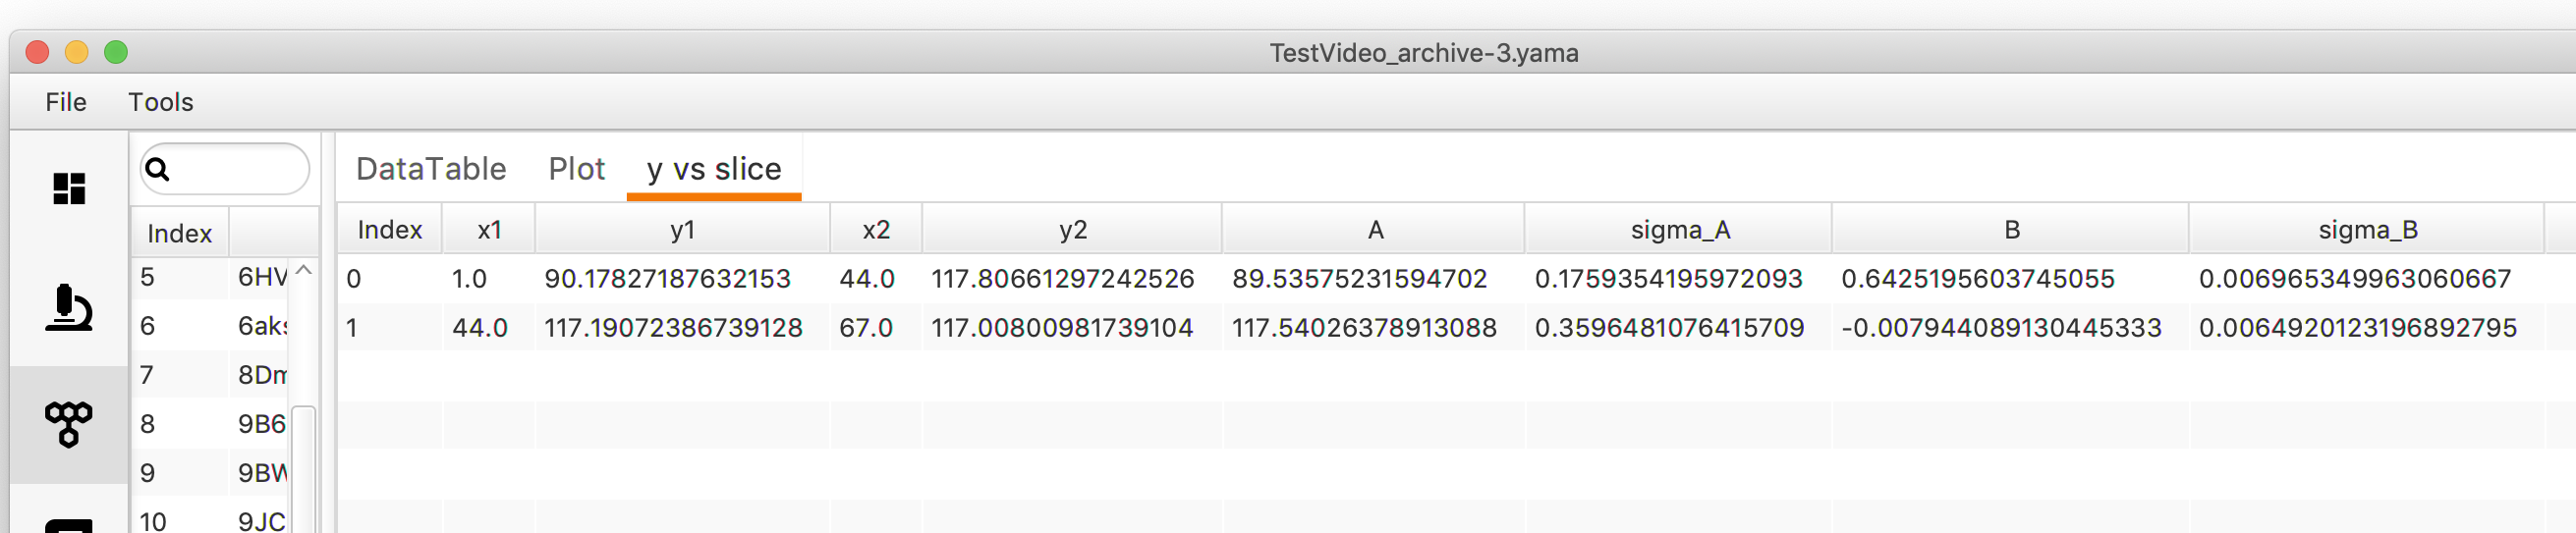 TestVideo_archive-3.yama
File Tools
DataTable Plot y vs slice
Index
5 6HV
6 6aks
7 8Dm
8 9B6
9 9BW
10 9JC
Index x1 y1 x2 y2 A sigma_A B sigma_B
0 1.0 90.17827187632153 44.0 117.80661297242526 89.53575231594702 0.1759354195972093 0.6425195603745055 0.006965349963060667
1 44.0 117.19072386739128 67.0 117.00800981739104 117.54026378913088 0.3596481076415709 -0.007944089130445333 0.0064920123196892795